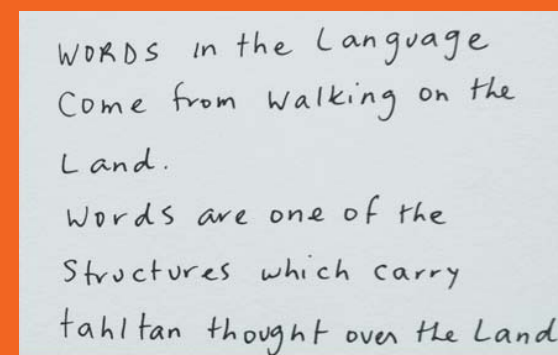 WORDS in the Language
Come from Walking on the
Land.
Words are one of the
Structures which carry
tahltan thought over the Land